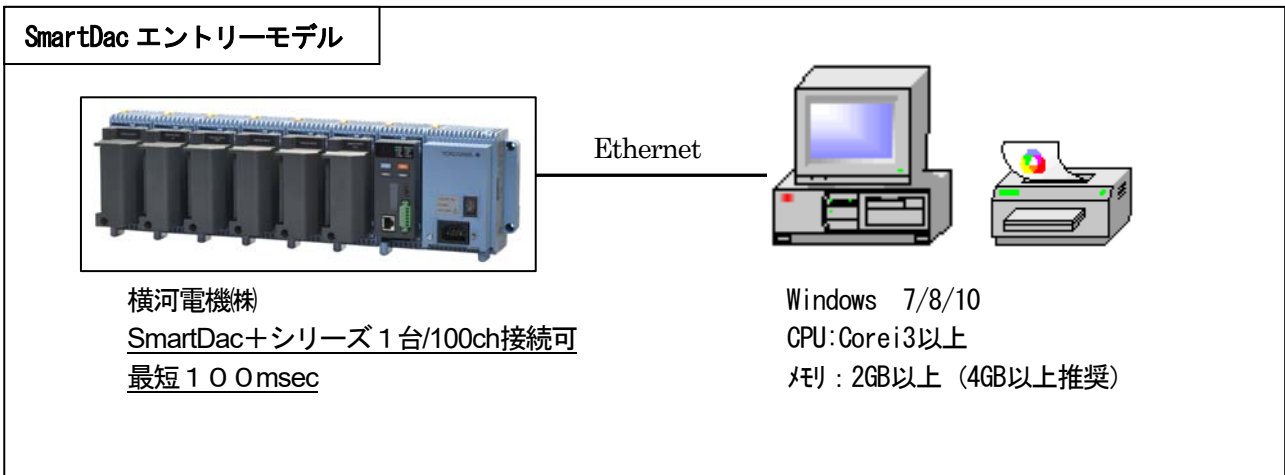 SmartDac エントリーモデル
Ethernet
YOKOGAWA
横河電機㈱
SmartDac＋シリーズ１台/100ch接続可
最短１００msec
Windows　7/8/10
CPU:Corei3以上
ﾒﾓﾘ：2GB以上（4GB以上推奨）